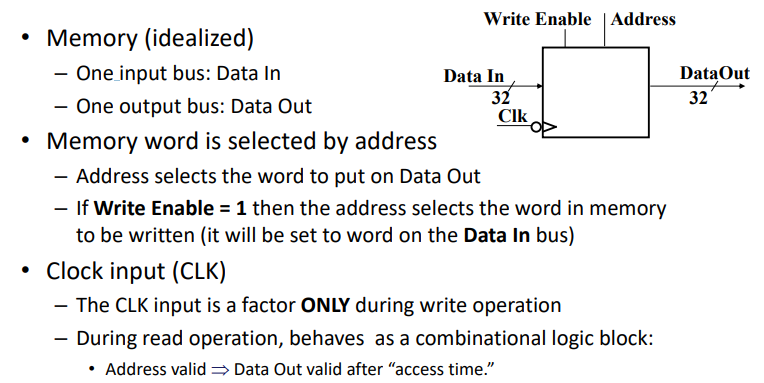 Write Enable | Address
• Memory (idealized)
– One input bus: Data In
Data In
DataOut
32
32
– One output bus: Data Out
Clk
• Memory word is selected by address
– Address selects the word to put on Data Out
– If Write Enable = 1 then the address selects the word in memory
to be written (it will be set to word on the Data In bus)
• Clock input (CLK)
– The CLK input is a factor ONLY during write operation
– During read operation, behaves as a combinational logic block:
• Address valid ⇒ Data Out valid after “access time.”